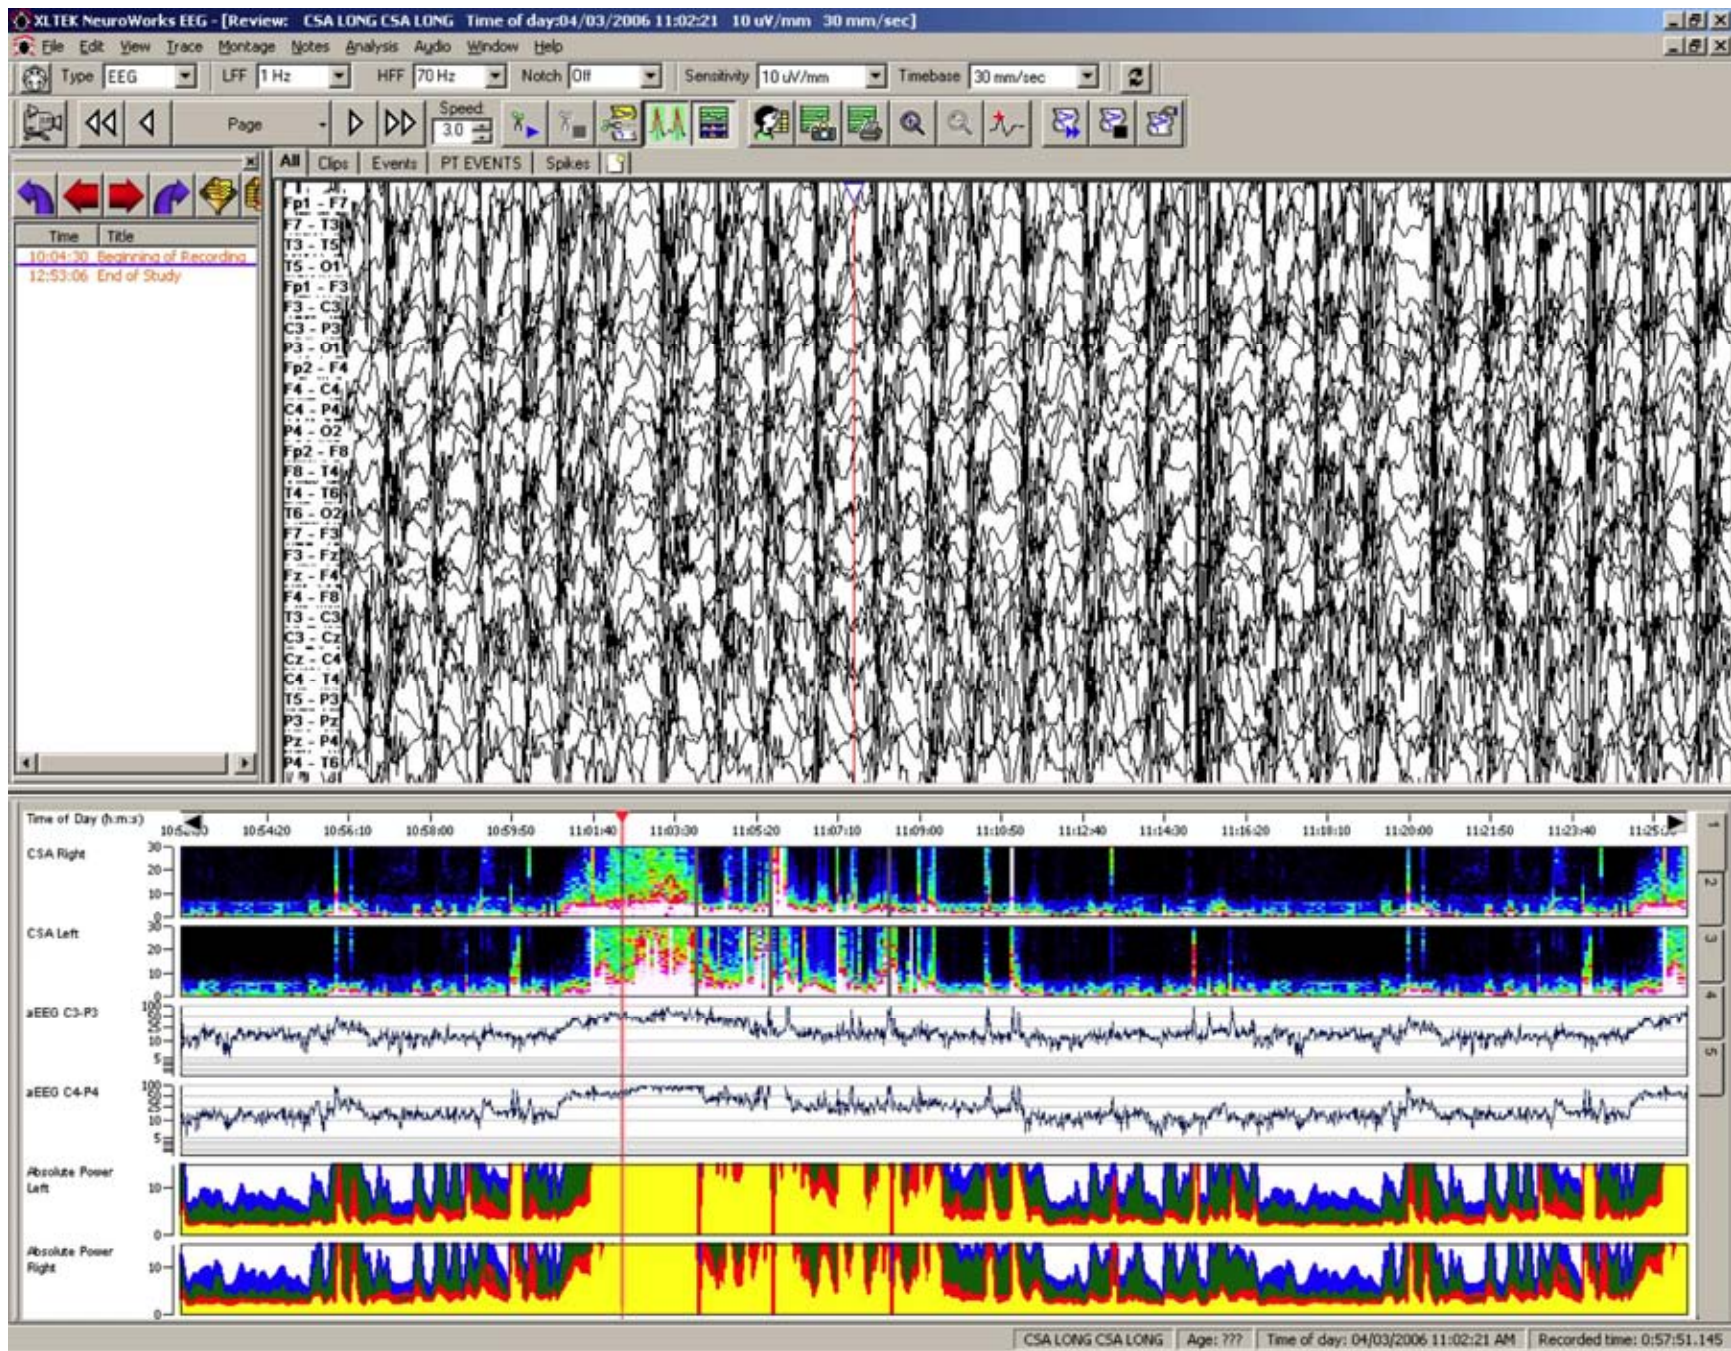 XLTEK NeuroWorks EEG - [Review: CSA LONG CSA LONG Time of day:04/03/2006 11:02:21 10 uV/mm 30 mm/sec]
File Edit View Trace Montage Notes Analysis Audio Window Help
Type EEG LFF 1 Hz HFF 70 Hz Notch Off Sensitivity 10 uV/mm Timebase 30 mm/sec
Page Speed: 3.0
All Clips Events PT EVENTS Spikes
Time Title
10:04:30 Beginning of Recording
12:53:06 End of Study
Fp1 - F7
F7 - T3
T3 - T5
T5 - O1
Fp1 - F3
F3 - C3
C3 - P3
P3 - O1
Fp2 - F4
F4 - C4
C4 - P4
P4 - O2
Fp2 - F8
F8 - T4
T4 - T6
T6 - O2
F7 - F3
F3 - Fz
Fz - F4
F4 - F8
T3 - C3
C3 - Cz
Cz - C4
C4 - T4
T5 - P3
P3 - Pz
Pz - P4
P4 - T6
Time of Day (h:m:s)
10:54:20 10:56:10 10:58:00 10:59:50 11:01:40 11:03:30 11:05:20 11:07:10 11:09:00 11:10:50 11:12:40 11:14:30 11:16:20 11:18:10 11:20:00 11:21:50 11:23:40
CSA Right
30
20
10
0
CSA Left
30
20
10
0
aEEG C3-P3
100
50
25
10
5
aEEG C4-P4
100
50
25
10
5
Absolute Power Left
10
0
Absolute Power Right
10
0
1
2
3
4
5
CSA LONG CSA LONG Age: ??? Time of day: 04/03/2006 11:02:21 AM Recorded time: 0:57:51.145